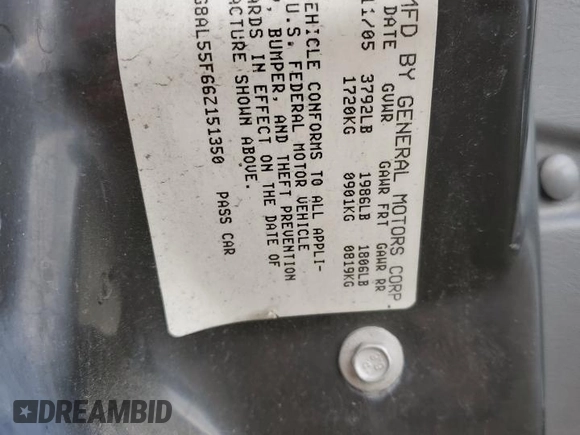 MFD BY GENERAL MOTORS CORP
DATE GVWR GAWR FRT GAWR RR
11/05 3792LB 1986LB 1806LB
1720KG 0901KG 0819KG
VEHICLE CONFORMS TO ALL APPLI-
U.S. FEDERAL MOTOR VEHICLE
, BUMPER, AND THEFT PREVENTION
ARDS IN EFFECT ON THE DATE OF
ACTURE SHOWN ABOVE.
G8AL55F66Z151350 PASS CAR
DREAMBID